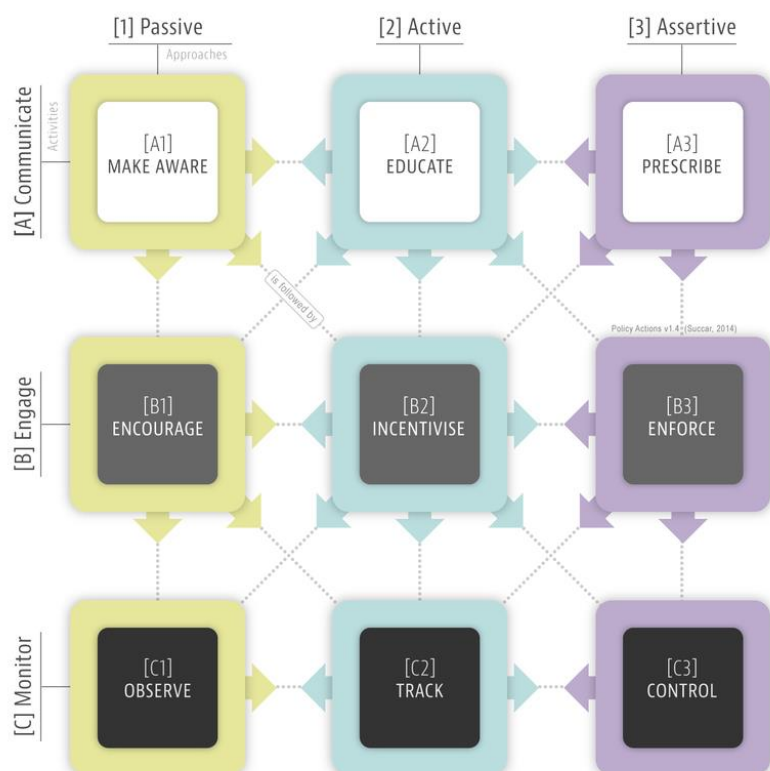 [1] Passive
[2] Active
[3] Assertive
Approaches
Activities
[A] Communicate
[A1]
MAKE AWARE
[A2]
EDUCATE
[A3]
PRESCRIBE
is followed by
Policy Actions v1.4 (Succar, 2014)
[B] Engage
[B1]
ENCOURAGE
[B2]
INCENTIVISE
[B3]
ENFORCE
[C] Monitor
[C1]
OBSERVE
[C2]
TRACK
[C3]
CONTROL